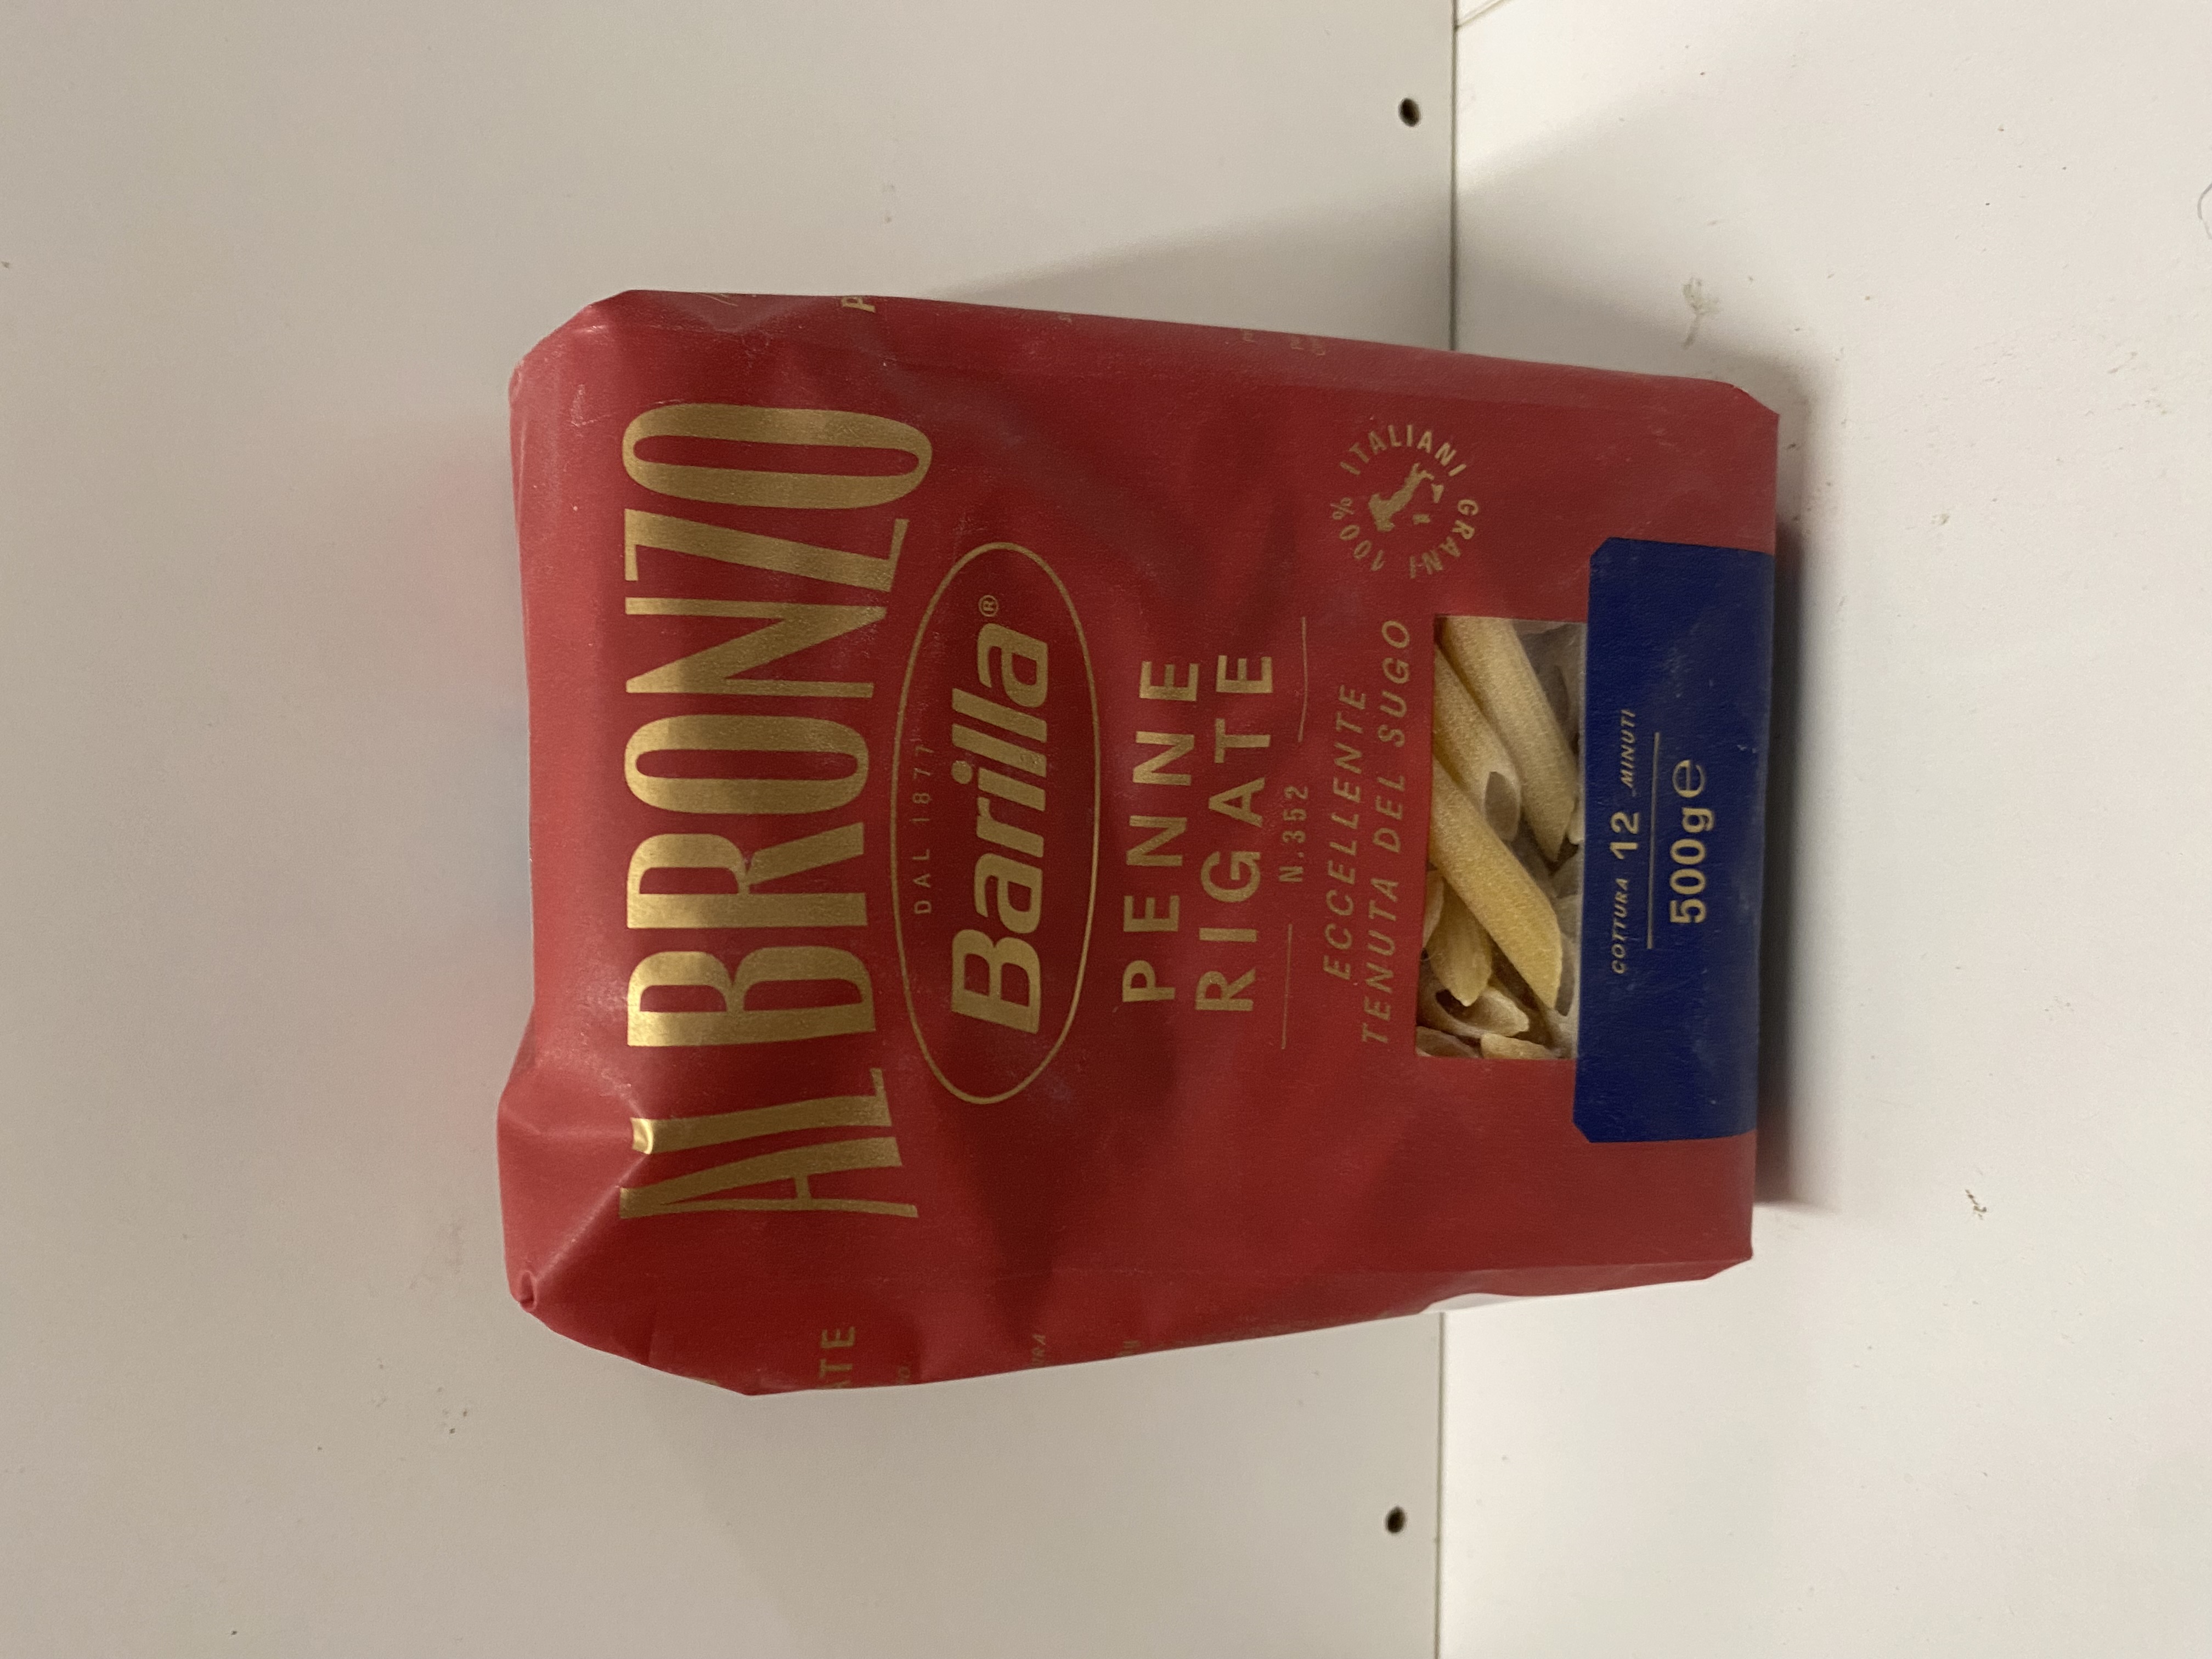 AL BRONZO
DAL 1877
Barilla®
PENNE
RIGATE
N.352
ECCELLENTE
TENUTA DEL SUGO
100% ITALIANI GRANI
COTTURA 12 MINUTI
500g e